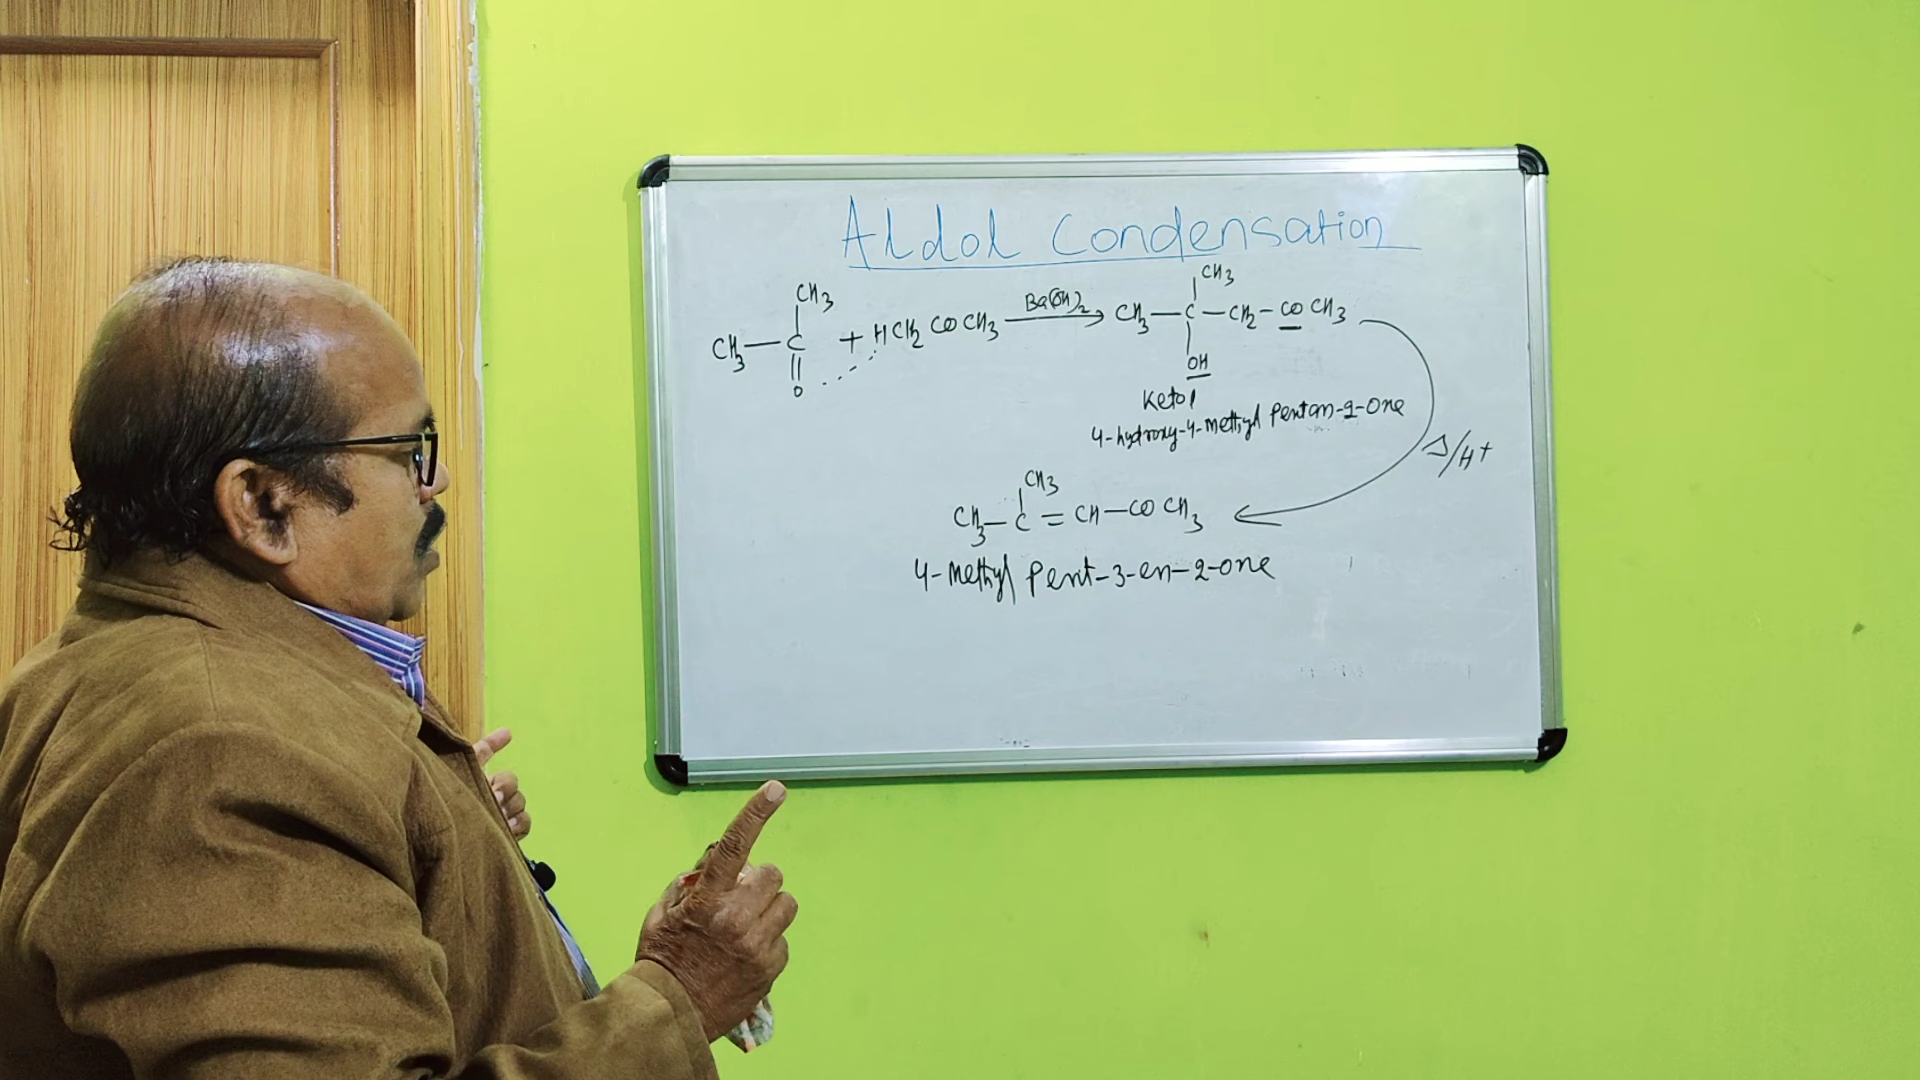 Aldol Condensation
CH3
CH3—C + HCH2COCH3 Ba(OH)2 CH3—C—CH2—COCH3
O
CH3
OH
Ketol
4-hydroxy-4-methyl pentan-2-one
Δ/H+
CH3
CH3—C=CH—COCH3
4-methyl pent-3-en-2-one